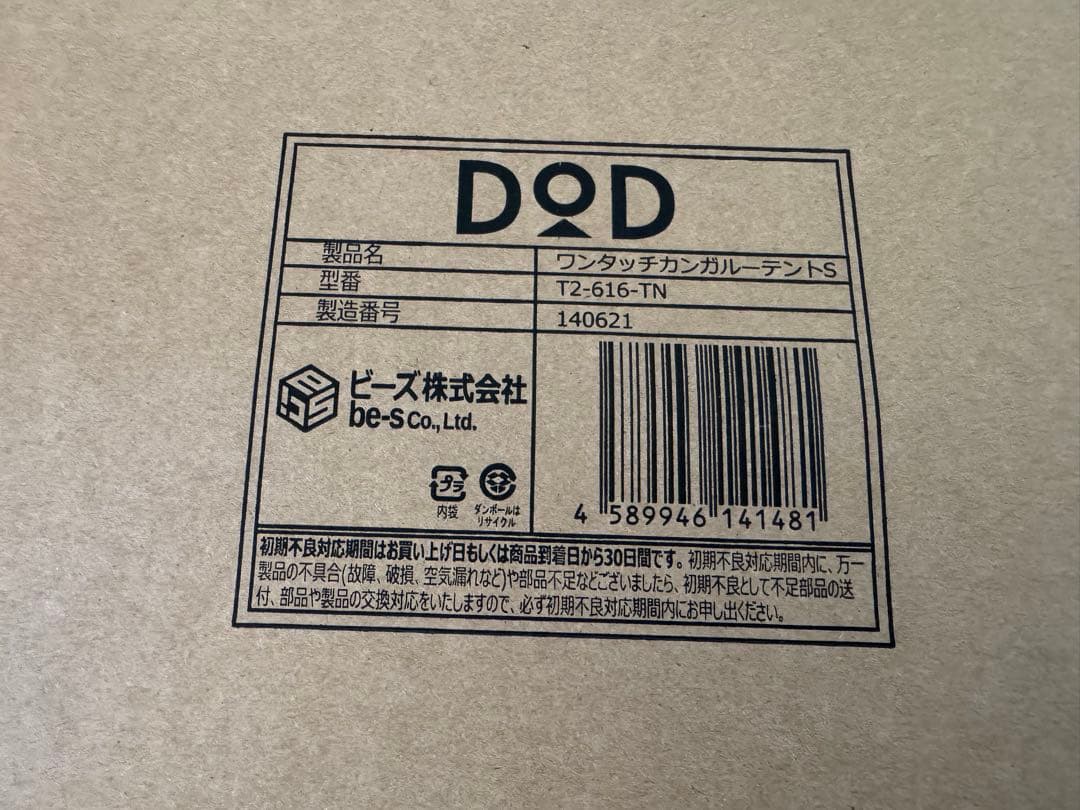 DOD
製品名 ワンタッチカンガルーテントS
型番 T2-616-TN
製造番号 140621
ビーズ株式会社
be-s Co., Ltd.
プラ
内袋
ダンボールは
リサイクル
4 589946 141481
初期不良対応期間はお買い上げ日もしくは商品到着日から30日間です。初期不良対応期間内に、万一
製品の不具合(故障、破損、空気漏れなど)や部品不足などございましたら、初期不良として不足部品の送
付、部品や製品の交換対応をいたしますので、必ず初期不良対応期間内にお申し出ください。